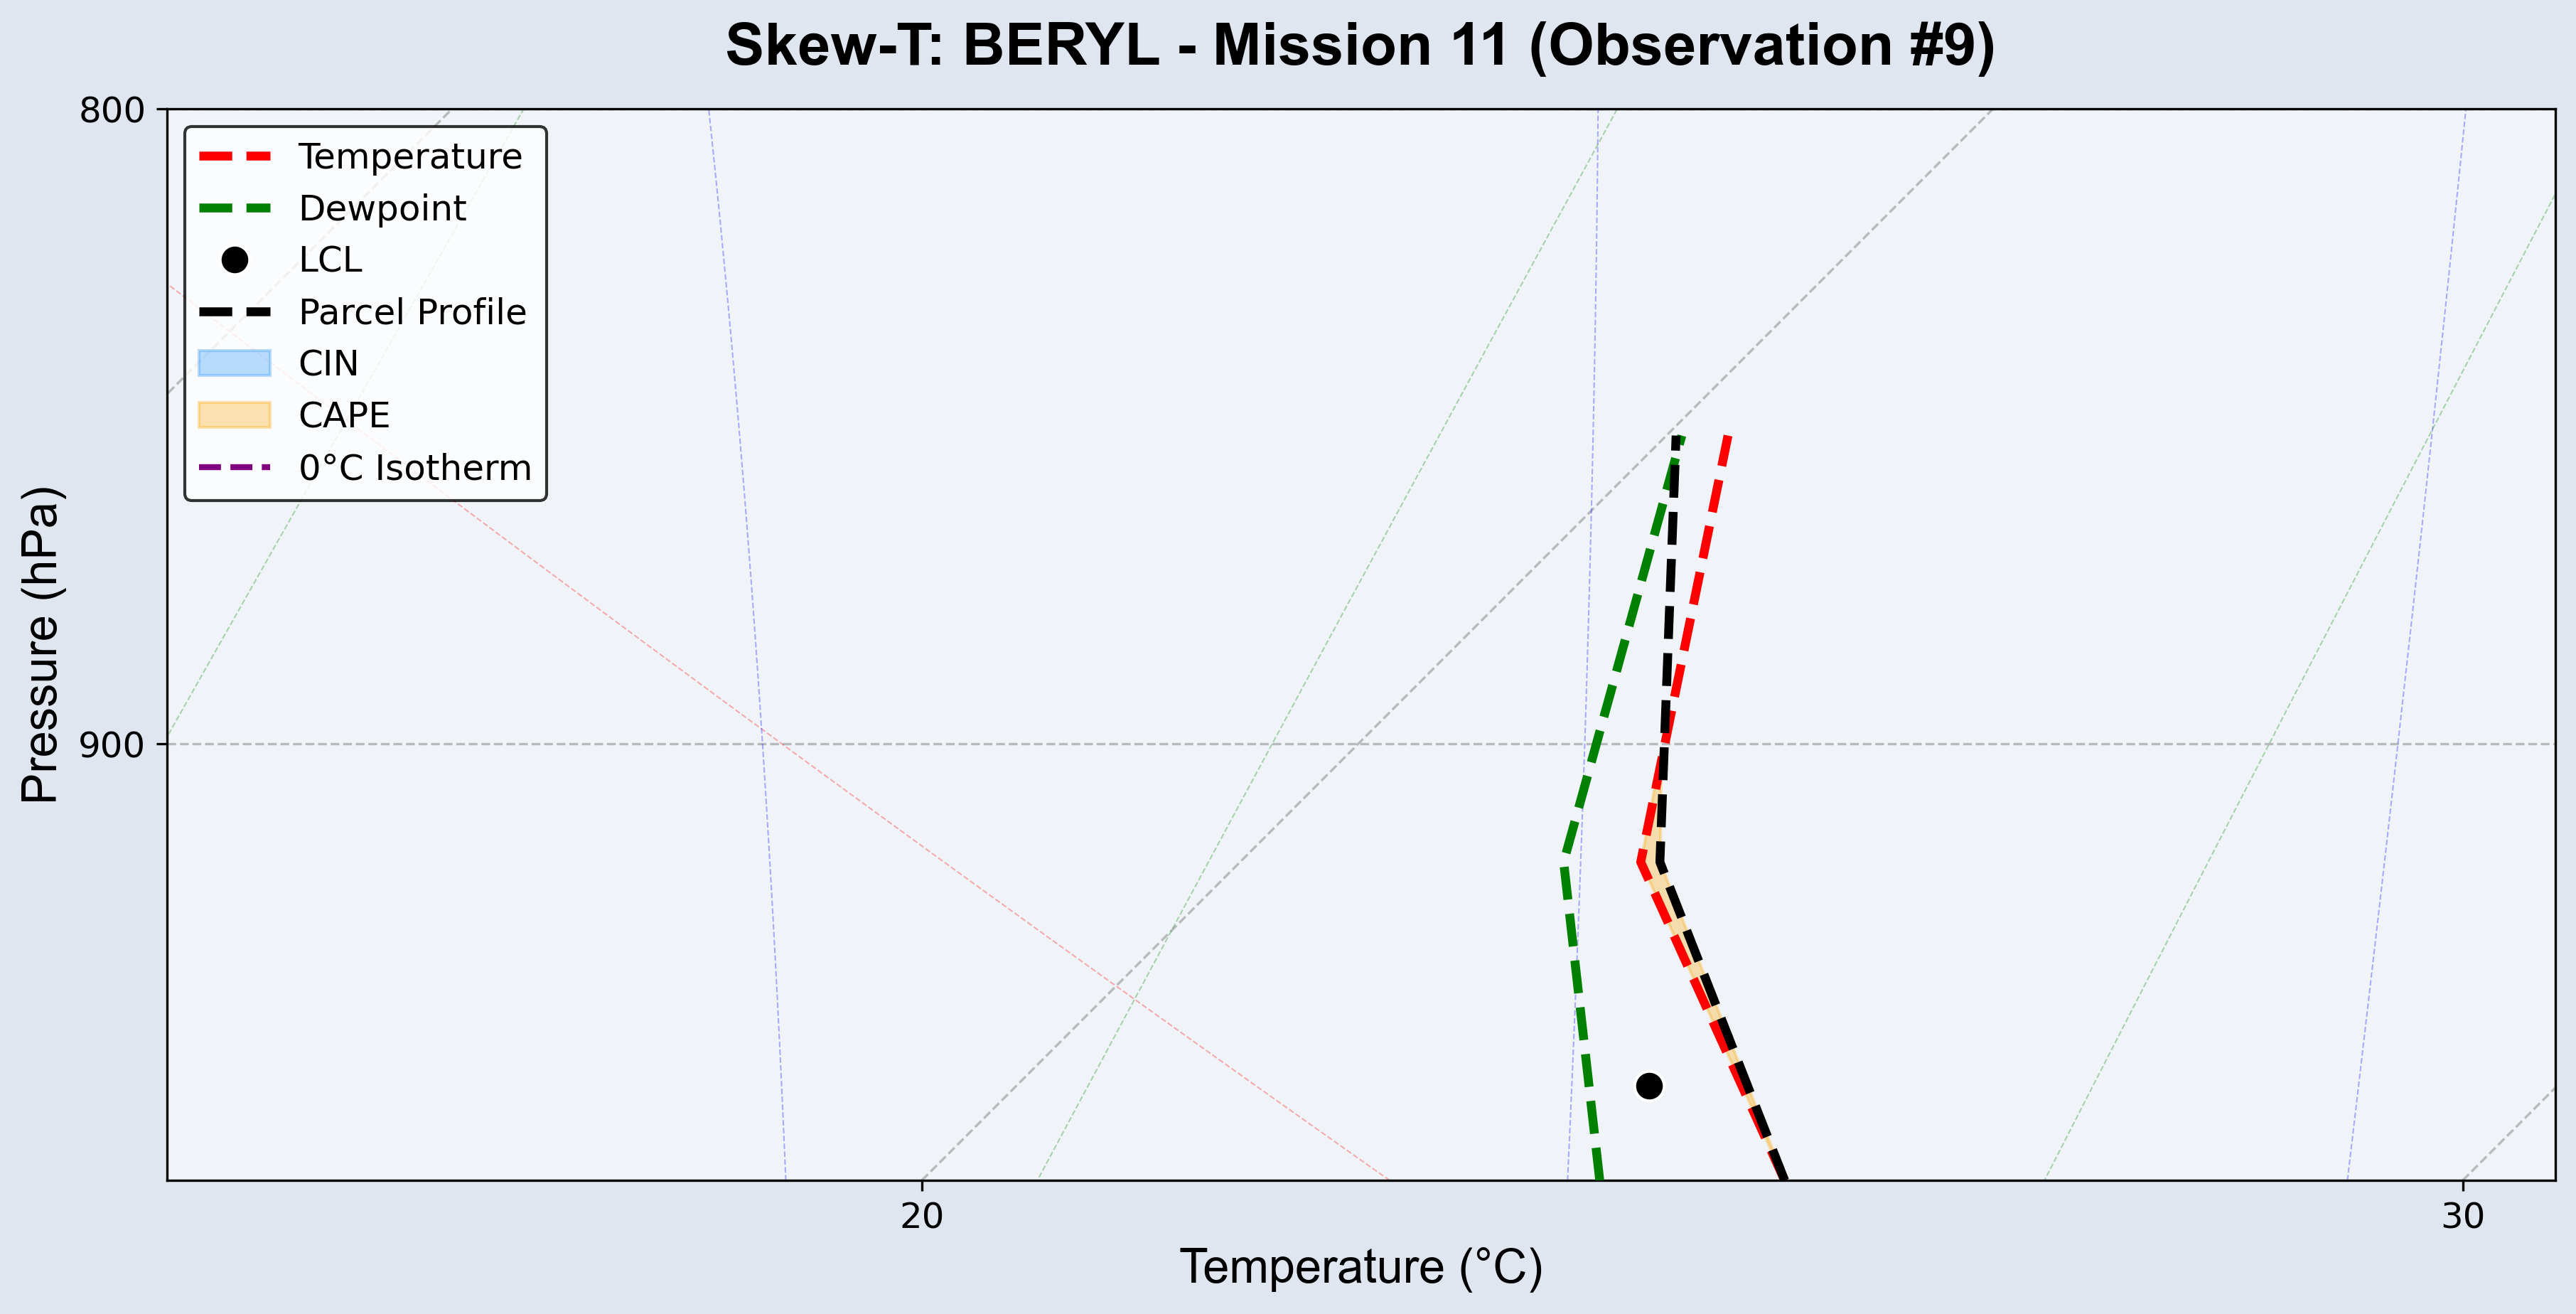 Skew-T: BERYL - Mission 11 (Observation #9)
800
Temperature
Dewpoint
LCL
Parcel Profile
CIN
CAPE
0°C Isotherm
Pressure (hPa)
900
20
30
Temperature (°C)